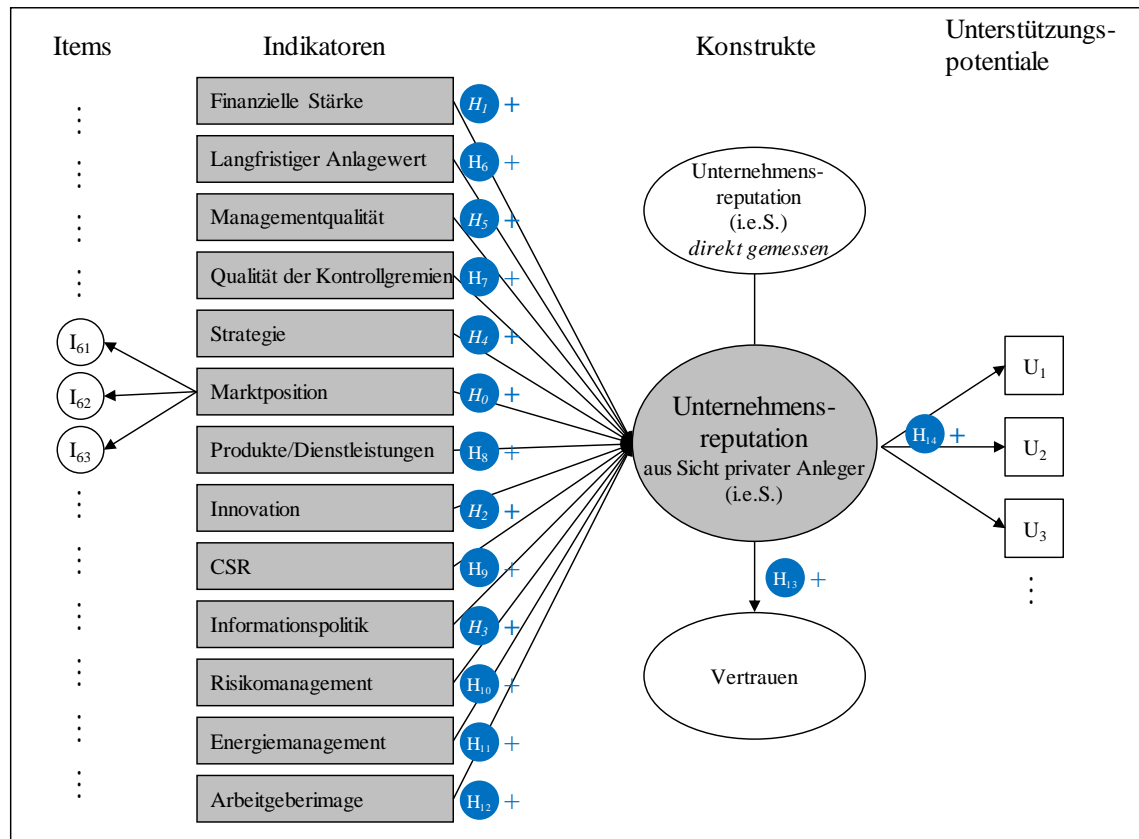 Items
Indikatoren
Konstrukte
Unterstützungs-
potentiale
Finanzielle Stärke
H1 +
Langfristiger Anlagewert
H6 +
Managementqualität
H5 +
Qualität der Kontrollgremien
H7 +
Strategie
H4 +
Marktposition
H0 +
Produkte/Dienstleistungen
H8 +
Innovation
H2 +
CSR
H9 +
Informationspolitik
H3 +
Risikomanagement
H10 +
Energiemanagement
H11 +
Arbeitgeberimage
H12 +
I61
I62
I63
Unternehmens-
reputation
(i.e.S.)
direkt gemessen
Unternehmens-
reputation
aus Sicht privater Anleger
(i.e.S.)
H13 +
Vertrauen
H14 +
U1
U2
U3